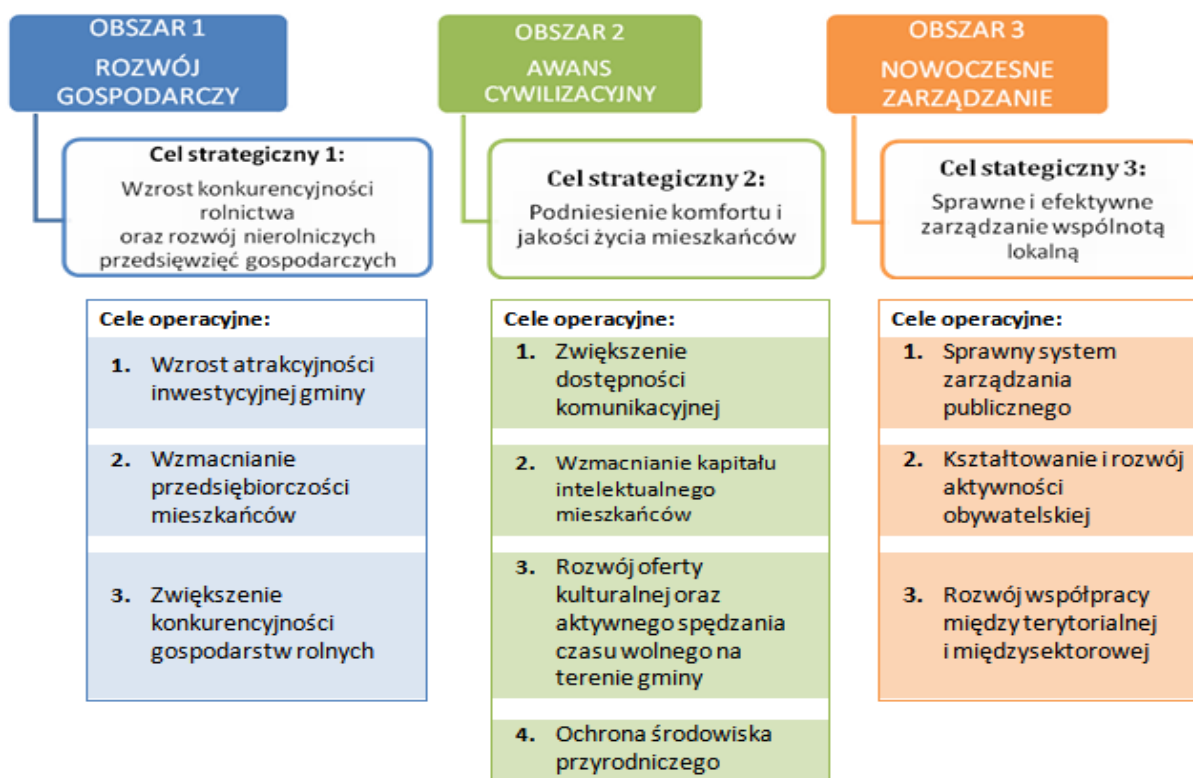 OBSZAR 1
ROZWÓJ
GOSPODARCZY
Cel strategiczny 1:
Wzrost konkurencyjności
rolnictwa
oraz rozwój nierolniczych
przedsięwzięć gospodarczych
Cele operacyjne:
1. Wzrost atrakcyjności
inwestycyjnej gminy
2. Wzmacnianie
przedsiębiorczości
mieszkańców
3. Zwiększenie
konkurencyjności
gospodarstw rolnych
OBSZAR 2
AWANS
CYWILIZACYJNY
Cel strategiczny 2:
Podniesienie komfortu i
jakości życia mieszkańców
Cele operacyjne:
1. Zwiększenie
dostępności
komunikacyjnej
2. Wzmacnianie kapitału
intelektualnego
mieszkańców
3. Rozwój oferty
kulturalnej oraz
aktywnego spędzania
czasu wolnego na
terenie gminy
4. Ochrona środowiska
przyrodniczego
OBSZAR 3
NOWOCZESNE
ZARZĄDZANIE
Cel stategiczny 3:
Sprawne i efektywne
zarządzanie wspólnotą
lokalną
Cele operacyjne:
1. Sprawny system
zarządzania
publicznego
2. Kształtowanie i rozwój
aktywności
obywatelskiej
3. Rozwój współpracy
między terytorialnej
i międzysektorowej